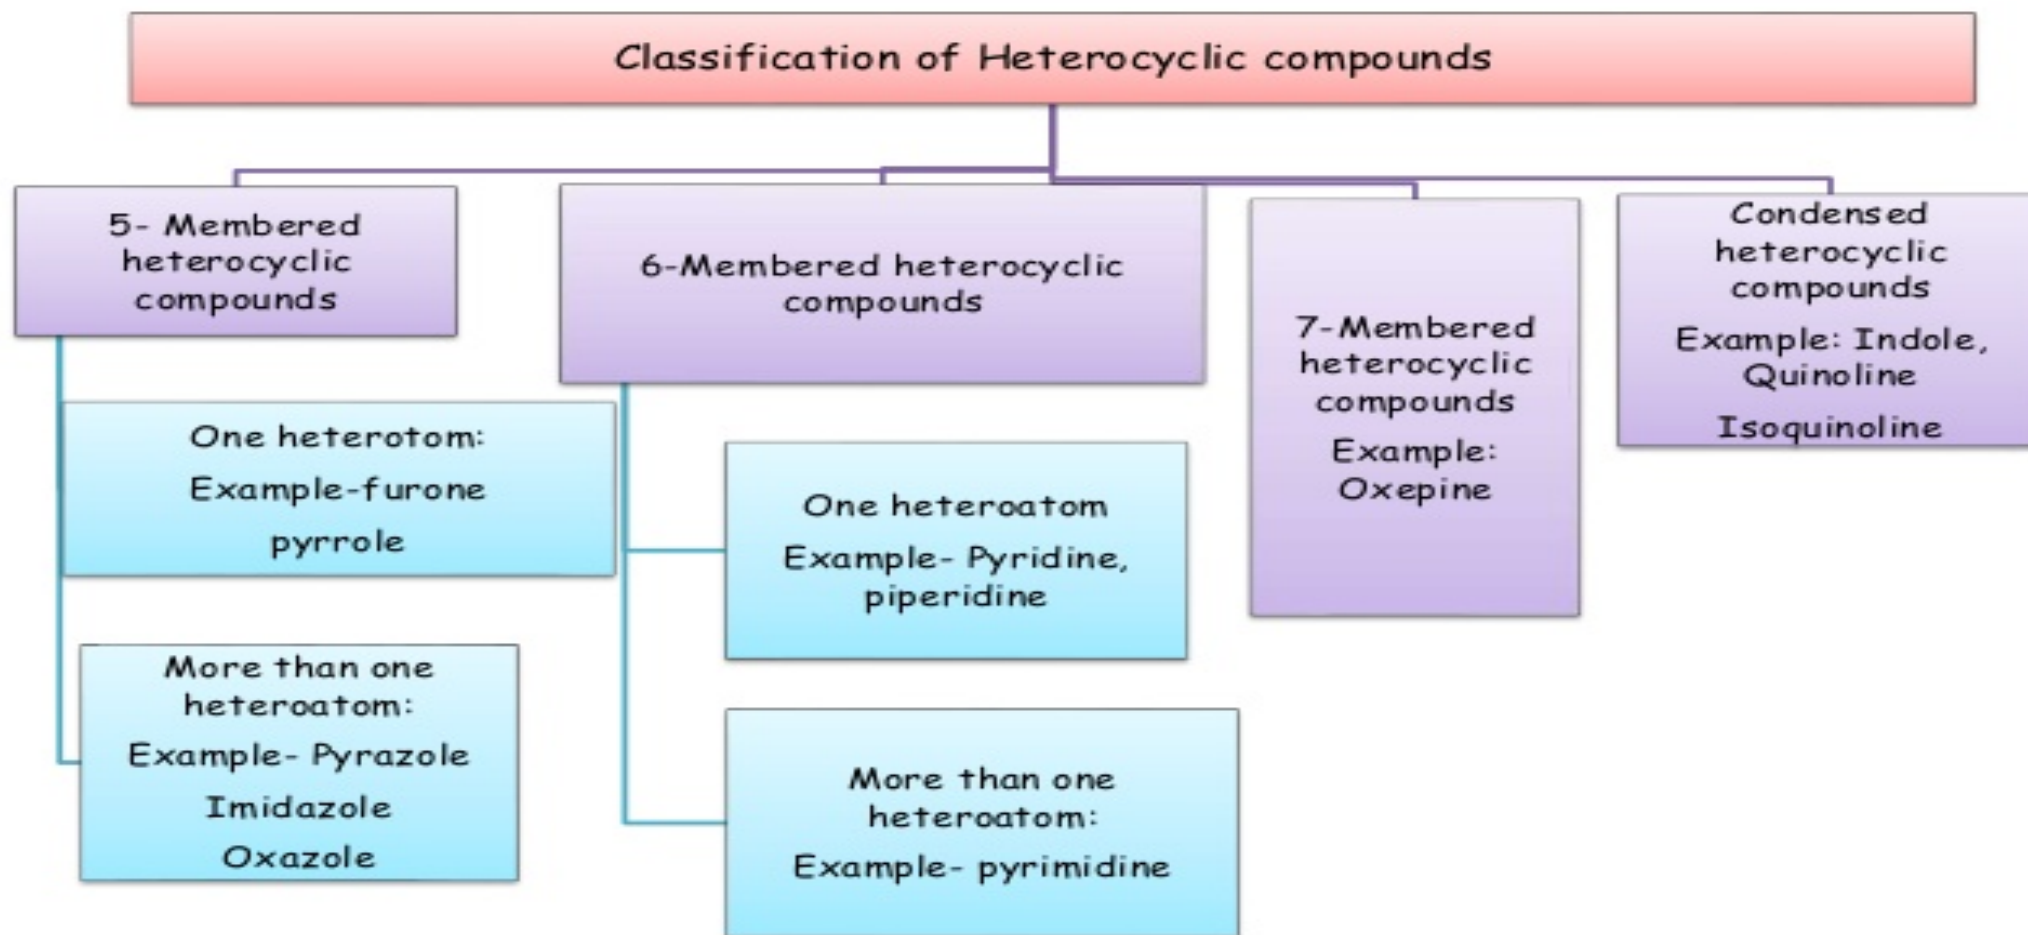 Classification of Heterocyclic compounds
5- Membered
heterocyclic
compounds
One heterotom:
Example-furone
pyrrole
More than one
heteroatom:
Example- Pyrazole
Imidazole
Oxazole
6-Membered heterocyclic
compounds
One heteroatom
Example- Pyridine,
piperidine
More than one
heteroatom:
Example- pyrimidine
7-Membered
heterocyclic
compounds
Example:
Oxepine
Condensed
heterocyclic
compounds
Example: Indole,
Quinoline
Isoquinoline